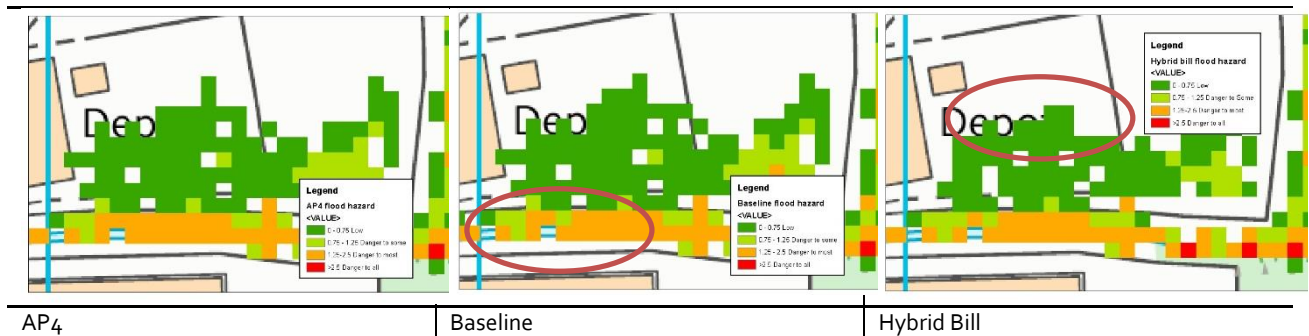 Dep
Legend
AP4 flood hazard
<VALUE>
0 - 0.75 Low
0.75 - 1.25 Danger to some
1.25-2.5 Danger to most
>2.5 Danger to all
Dep
Legend
Baseline flood hazard
<VALUE>
0 - 0.75 Low
0.75 - 1.25 Danger to some
1.25 - 2.5 Danger to most
>2.5 Danger to all
Depot
Legend
Hybrid bill flood hazard
<VALUE>
0 - 0.75 Low
0.75 - 1.25 Danger to Some
1.25-2.5 Danger to most
>2.5 Danger to all
AP4
Baseline
Hybrid Bill